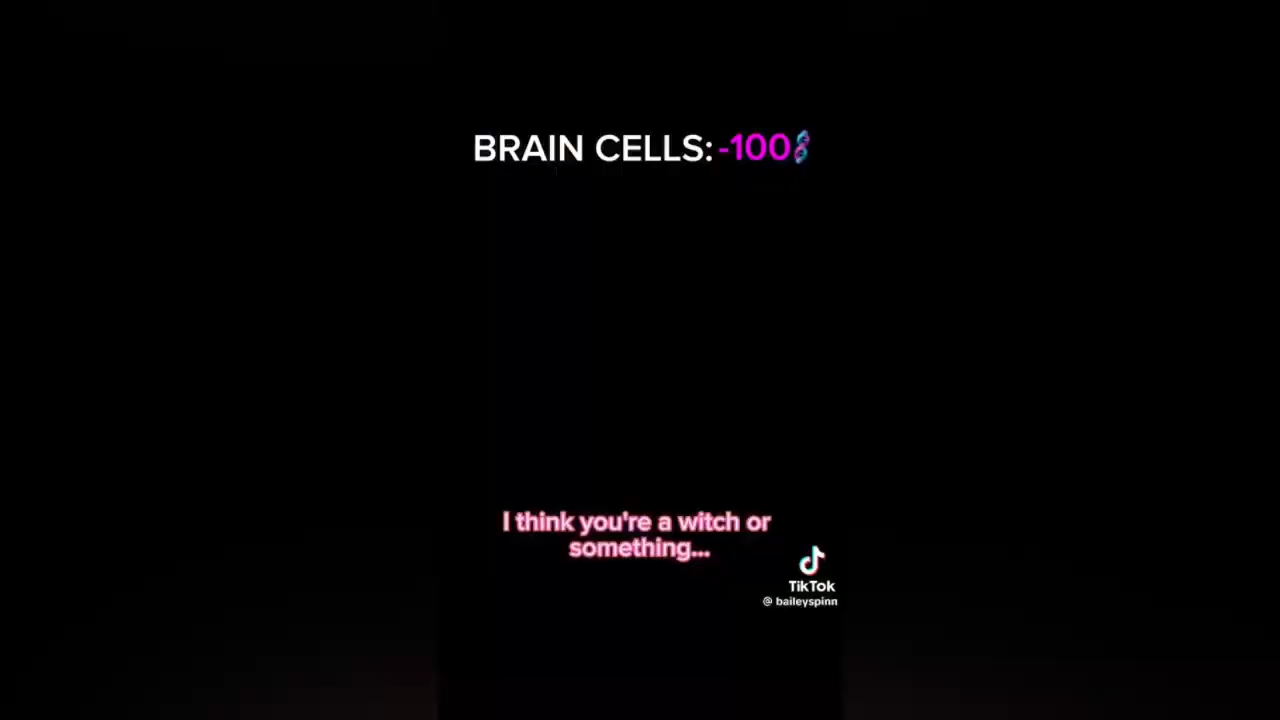 BRAIN CELLS: -100🧬
I think you're a witch or
something...
TikTok
@ baileyspinn